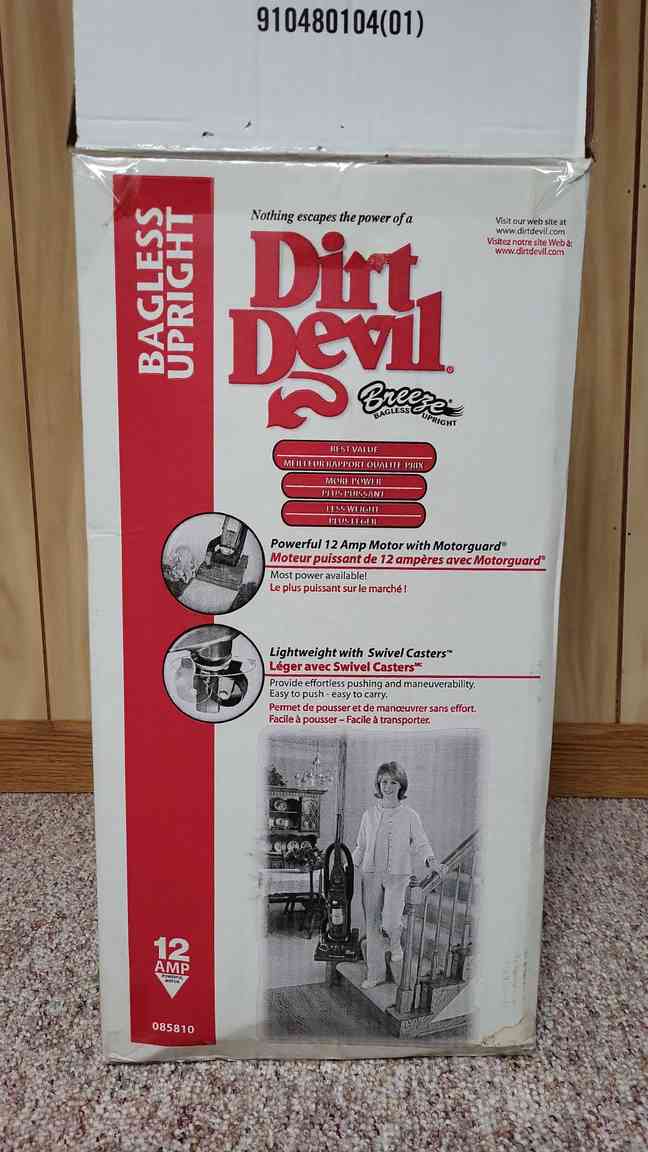 910480104(01)
BAGLESS
UPRIGHT
Nothing escapes the power of a
Dirt
Devil®
Breeze®
BAGLESS UPRIGHT
Visit our web site at
www.dirtdevil.com
Visitez notre site Web à:
www.dirtdevil.com
BEST VALUE
MEILLEUR RAPPORT QUALITÉ-PRIX
MORE POWER
PLUS PUISSANT
LESS WEIGHT
PLUS LÉGER
Powerful 12 Amp Motor with Motorguard®
Moteur puissant de 12 ampères avec Motorguard®
Most power available!
Le plus puissant sur le marché !
Lightweight with Swivel Casters™
Léger avec Swivel Casters MC
Provide effortless pushing and maneuverability.
Easy to push - easy to carry.
Permet de pousser et de manœuvrer sans effort.
Facile à pousser – Facile à transporter.
12
AMP
POWERFUL
MOTOR
085810